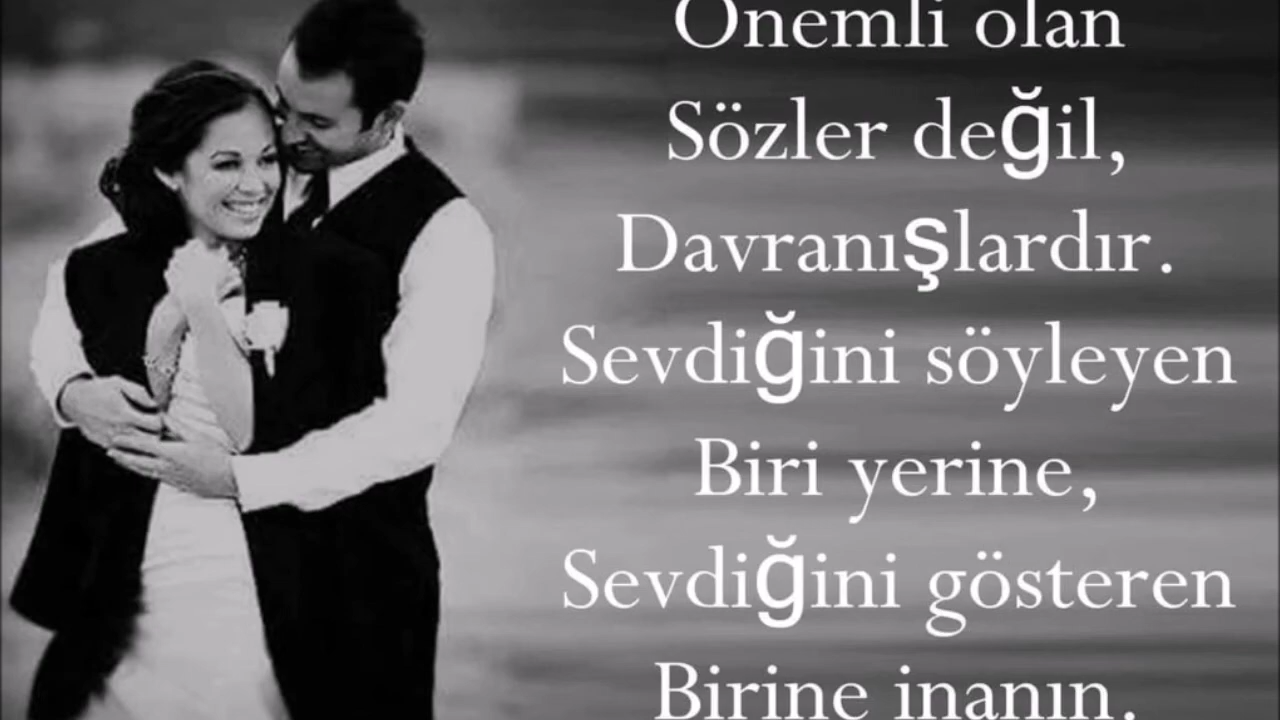 Önemli olan
Sözler değil,
Davranışlardır.
Sevdiğini söyleyen
Biri yerine,
Sevdiğini gösteren
Birine inanın.